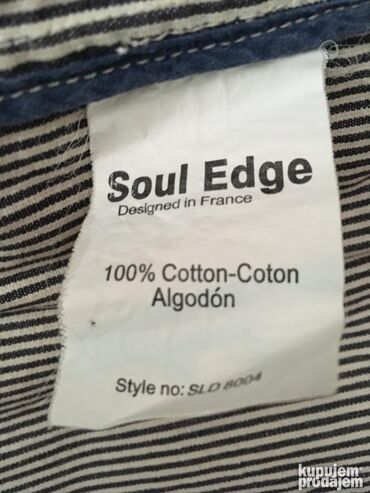 Soul Edge
Designed in France
100% Cotton-Coton
Algodón
Style no: SLD 8004
kupujem
prodajem